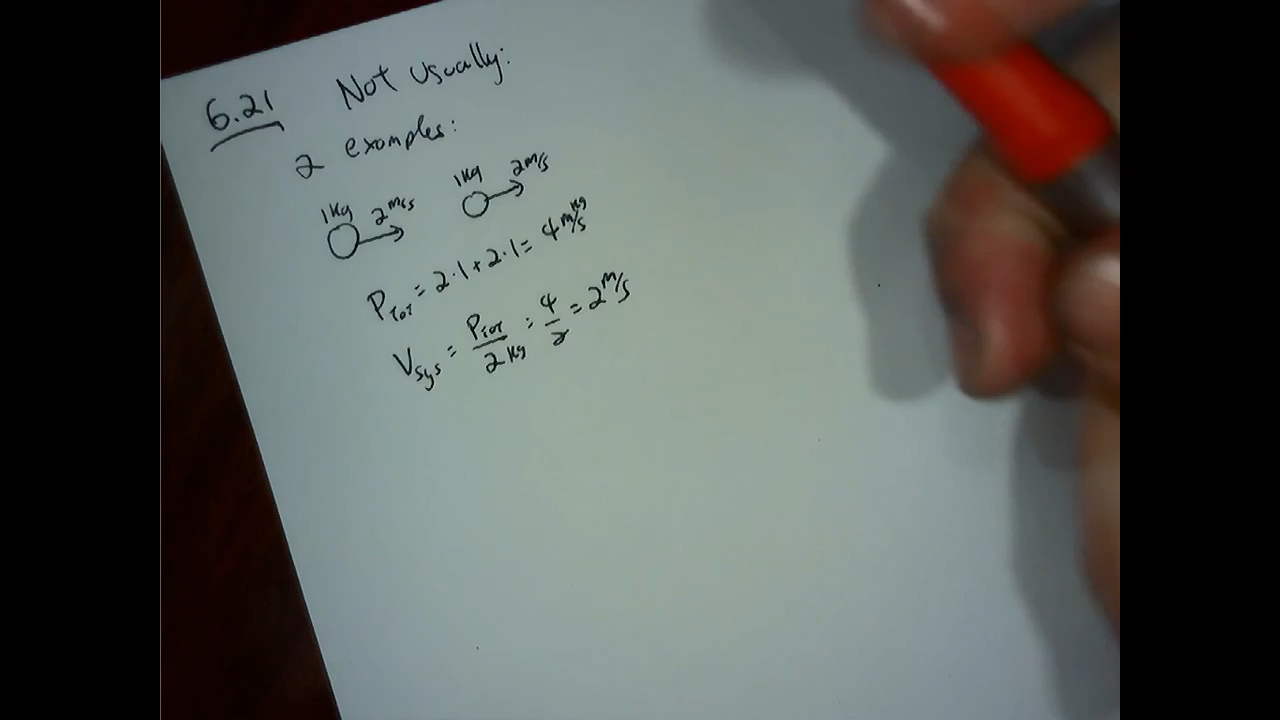 6.21 Not usually:
2 examples:
1kg 2m/s 1kg 2m/s
P_TOT = 2·1 + 2·1 = 4 m kg/s
V_sys = P_TOT / 2kg = 4/2 = 2 m/s